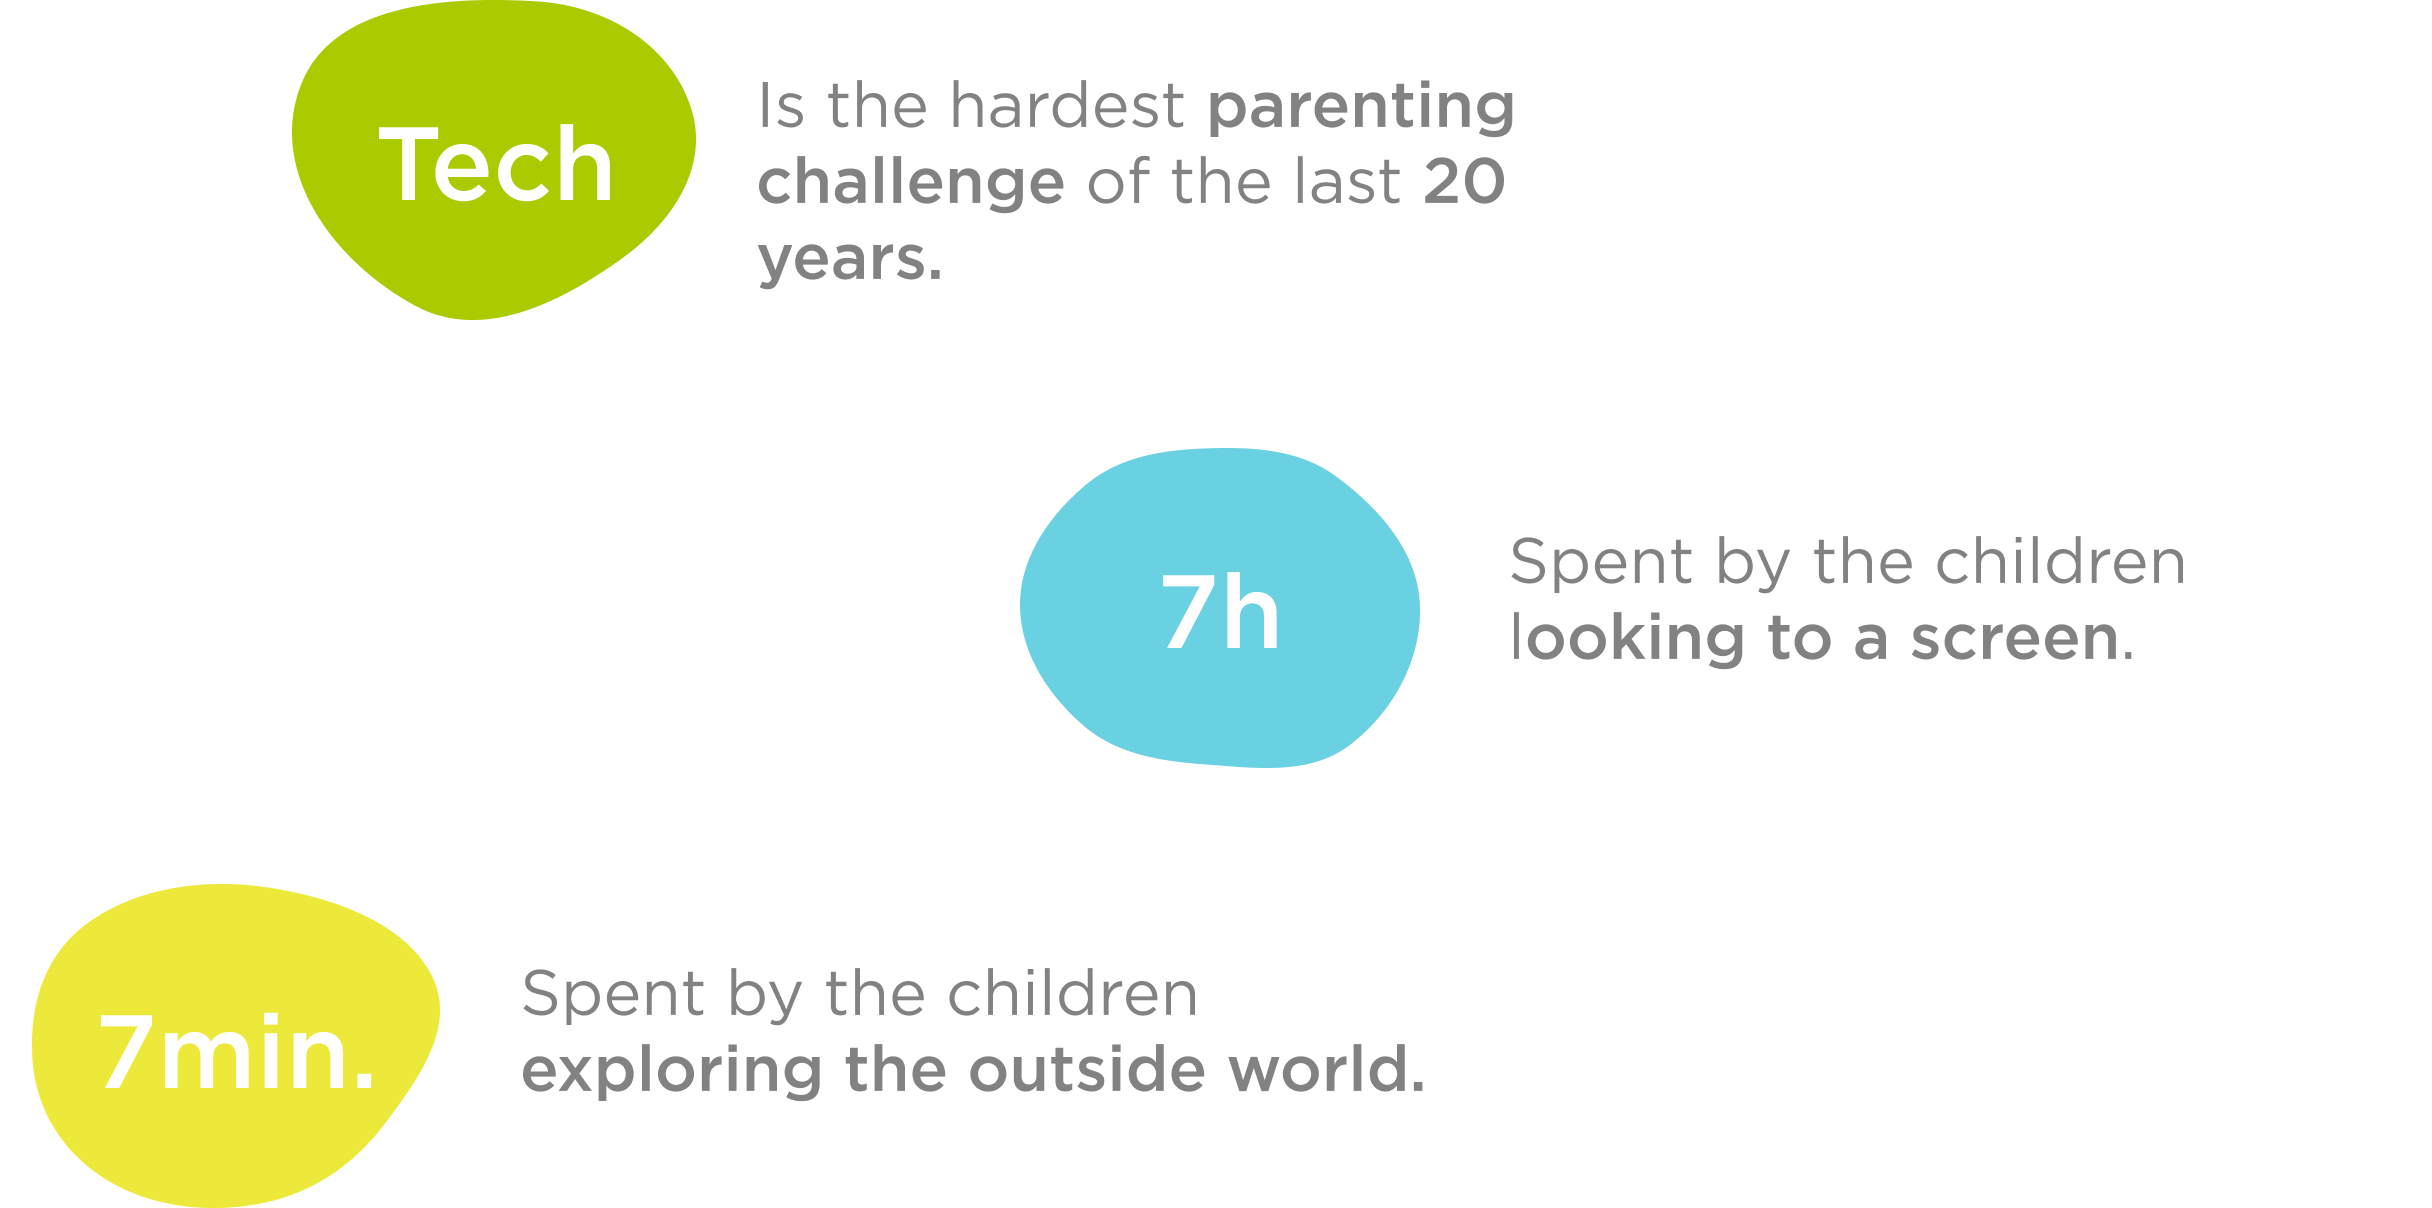 Tech
Is the hardest parenting
challenge of the last 20
years.
7h
Spent by the children
looking to a screen.
7min.
Spent by the children
exploring the outside world.